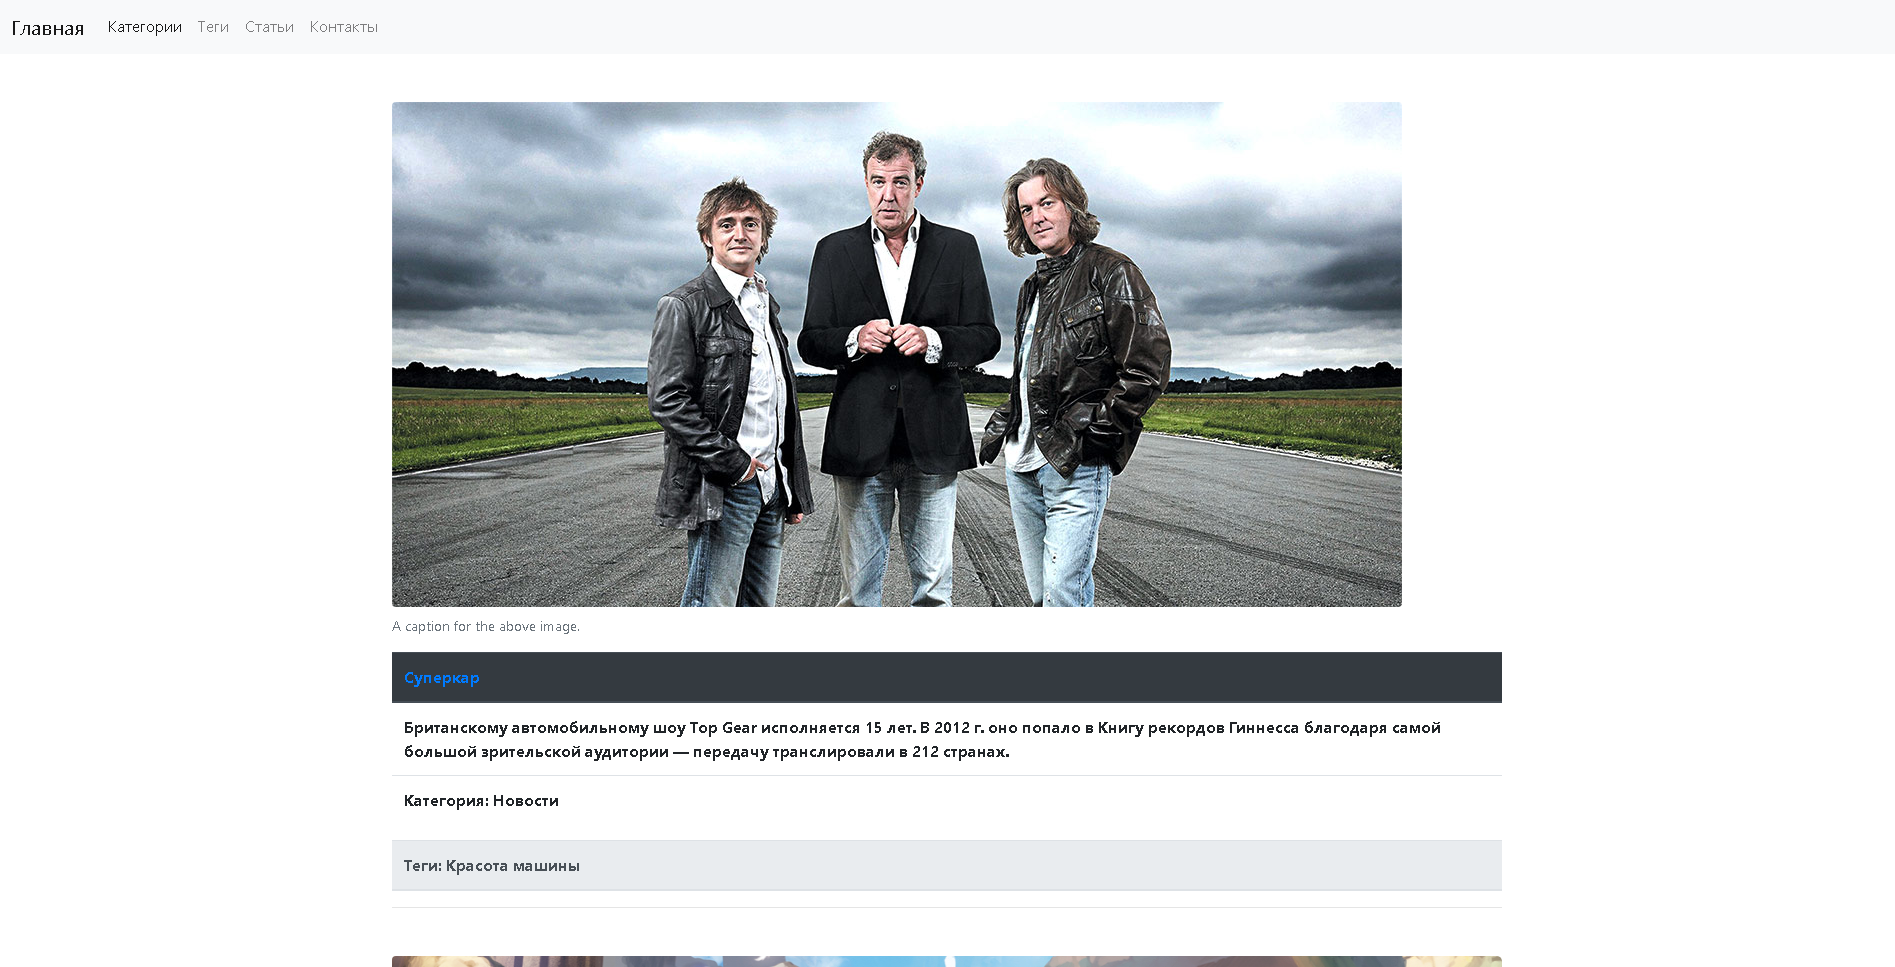 Главная Категории Теги Статьи Контакты
A caption for the above image.
Суперкар
Британскому автомобильному шоу Top Gear исполняется 15 лет. В 2012 г. оно попало в Книгу рекордов Гиннесса благодаря самой
большой зрительской аудитории — передачу транслировали в 212 странах.
Категория: Новости
Теги: Красота машины